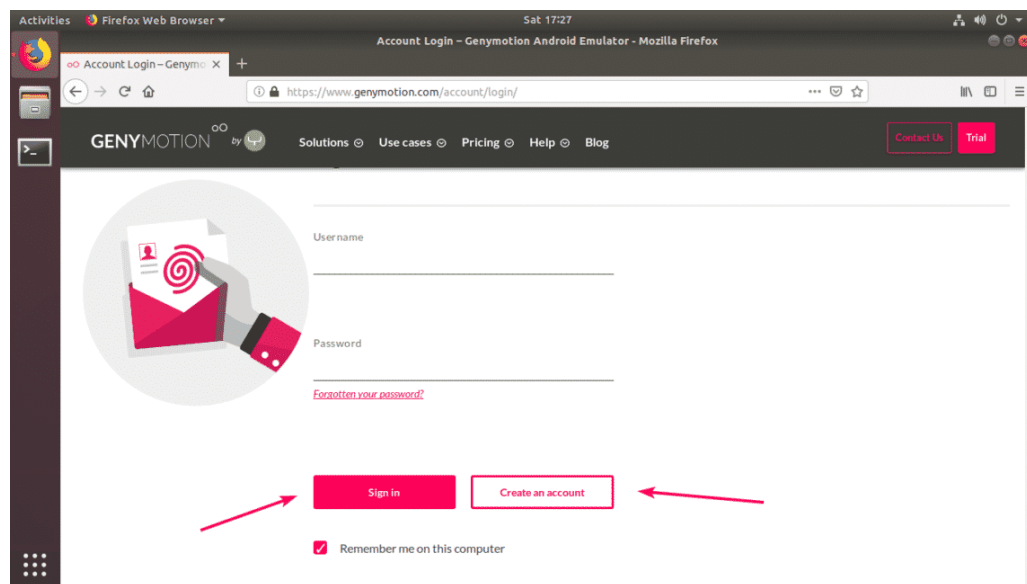 Activities Firefox Web Browser Sat 17:27
Account Login – Genymotion Android Emulator - Mozilla Firefox
Account Login – Genymo
https://www.genymotion.com/account/login/
GENYMOTION by Solutions Use cases Pricing Help Blog Contact Us Trial
Username
Password
Forgotten your password?
Sign in Create an account
Remember me on this computer